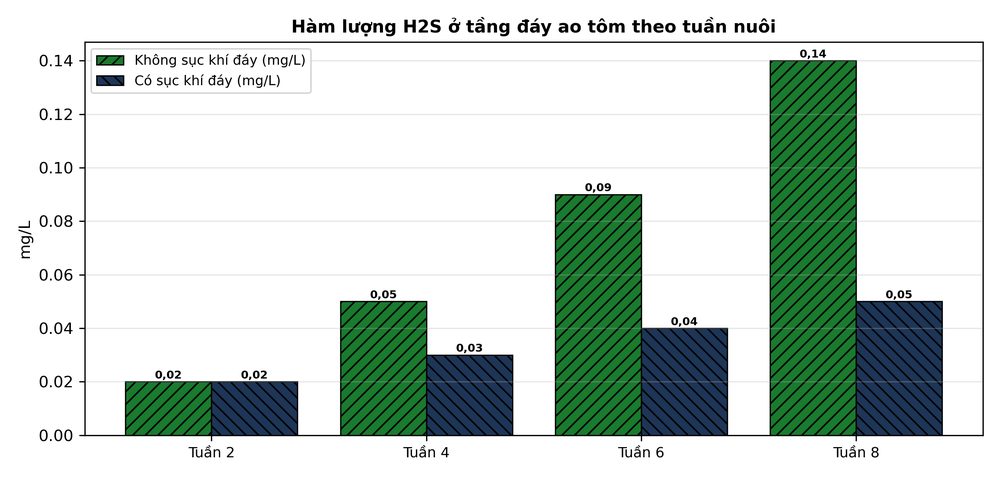 Hàm lượng H2S ở tầng đáy ao tôm theo tuần nuôi
Không sục khí đáy (mg/L)
Có sục khí đáy (mg/L)
mg/L
0.14
0.12
0.10
0.08
0.06
0.04
0.02
0.00
0,02
0,02
0,05
0,03
0,09
0,04
0,14
0,05
Tuần 2
Tuần 4
Tuần 6
Tuần 8